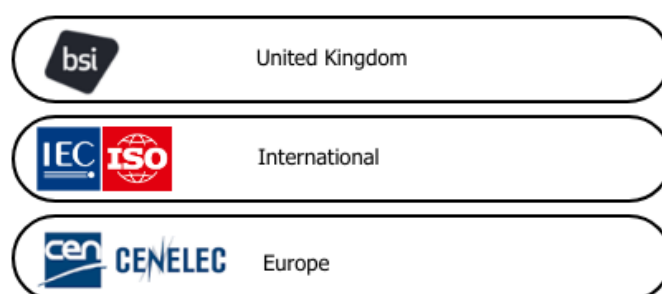 bsi United Kingdom
IEC ISO International
cen CENELEC Europe